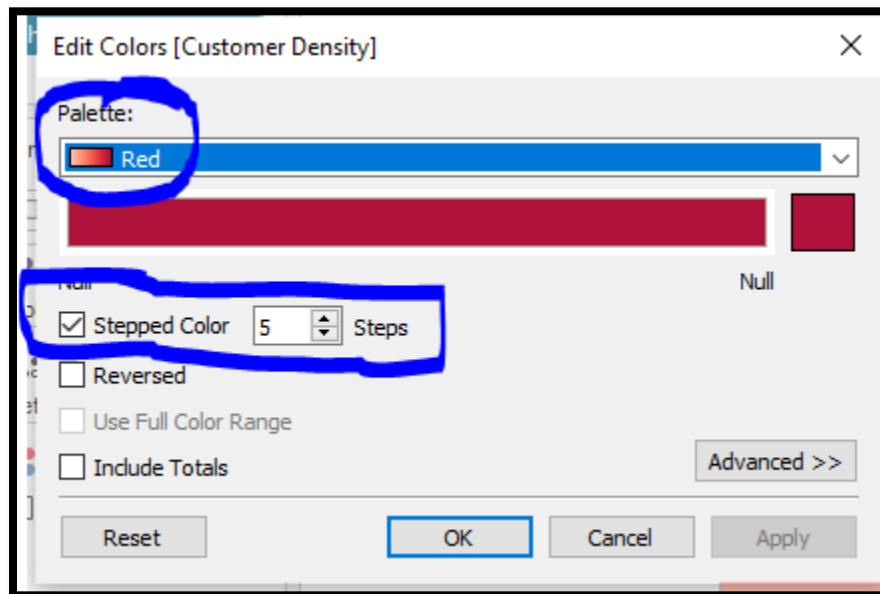 Edit Colors [Customer Density]
Palette:
Red
Null Null
Stepped Color 5 Steps
Reversed
Use Full Color Range
Include Totals
Advanced >>
Reset OK Cancel Apply